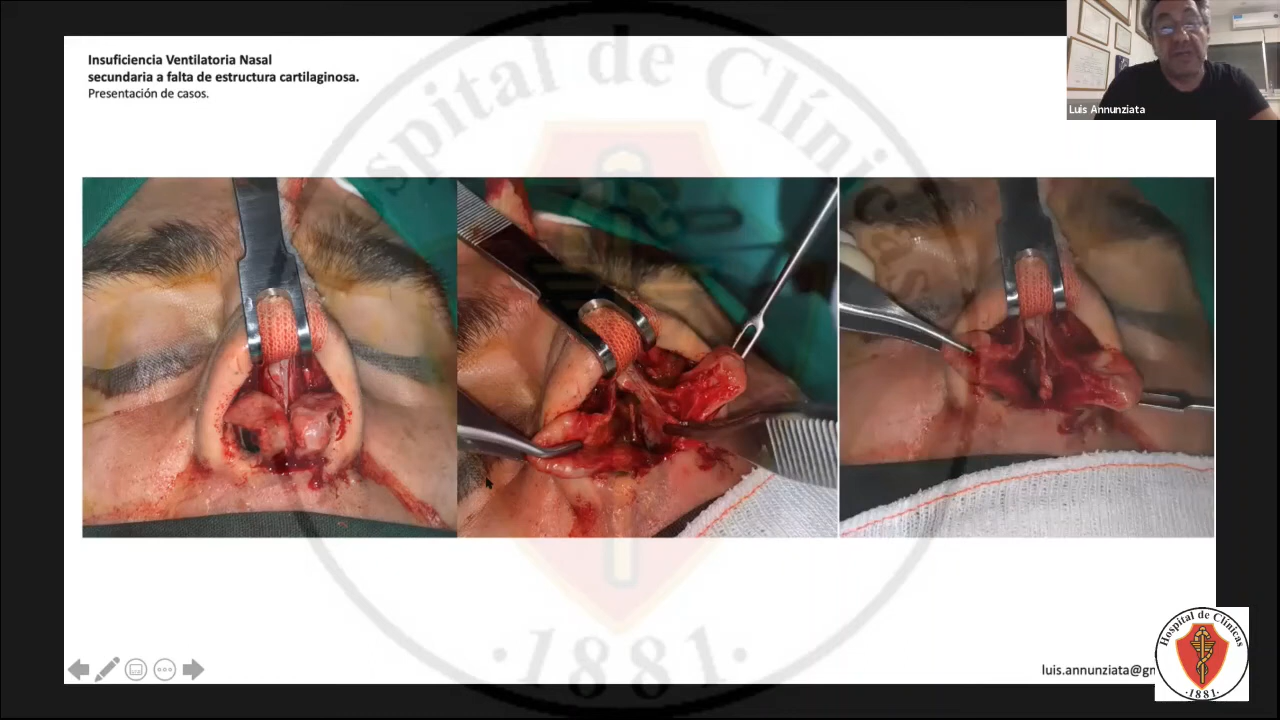 Insuficiencia Ventilatoria Nasal
secundaria a falta de estructura cartilaginosa.
Presentación de casos.
Luis Annunziata
Hospital de Clínicas
1881.
luis.annunziata@gm
Hospital de Clínicas
·1881·